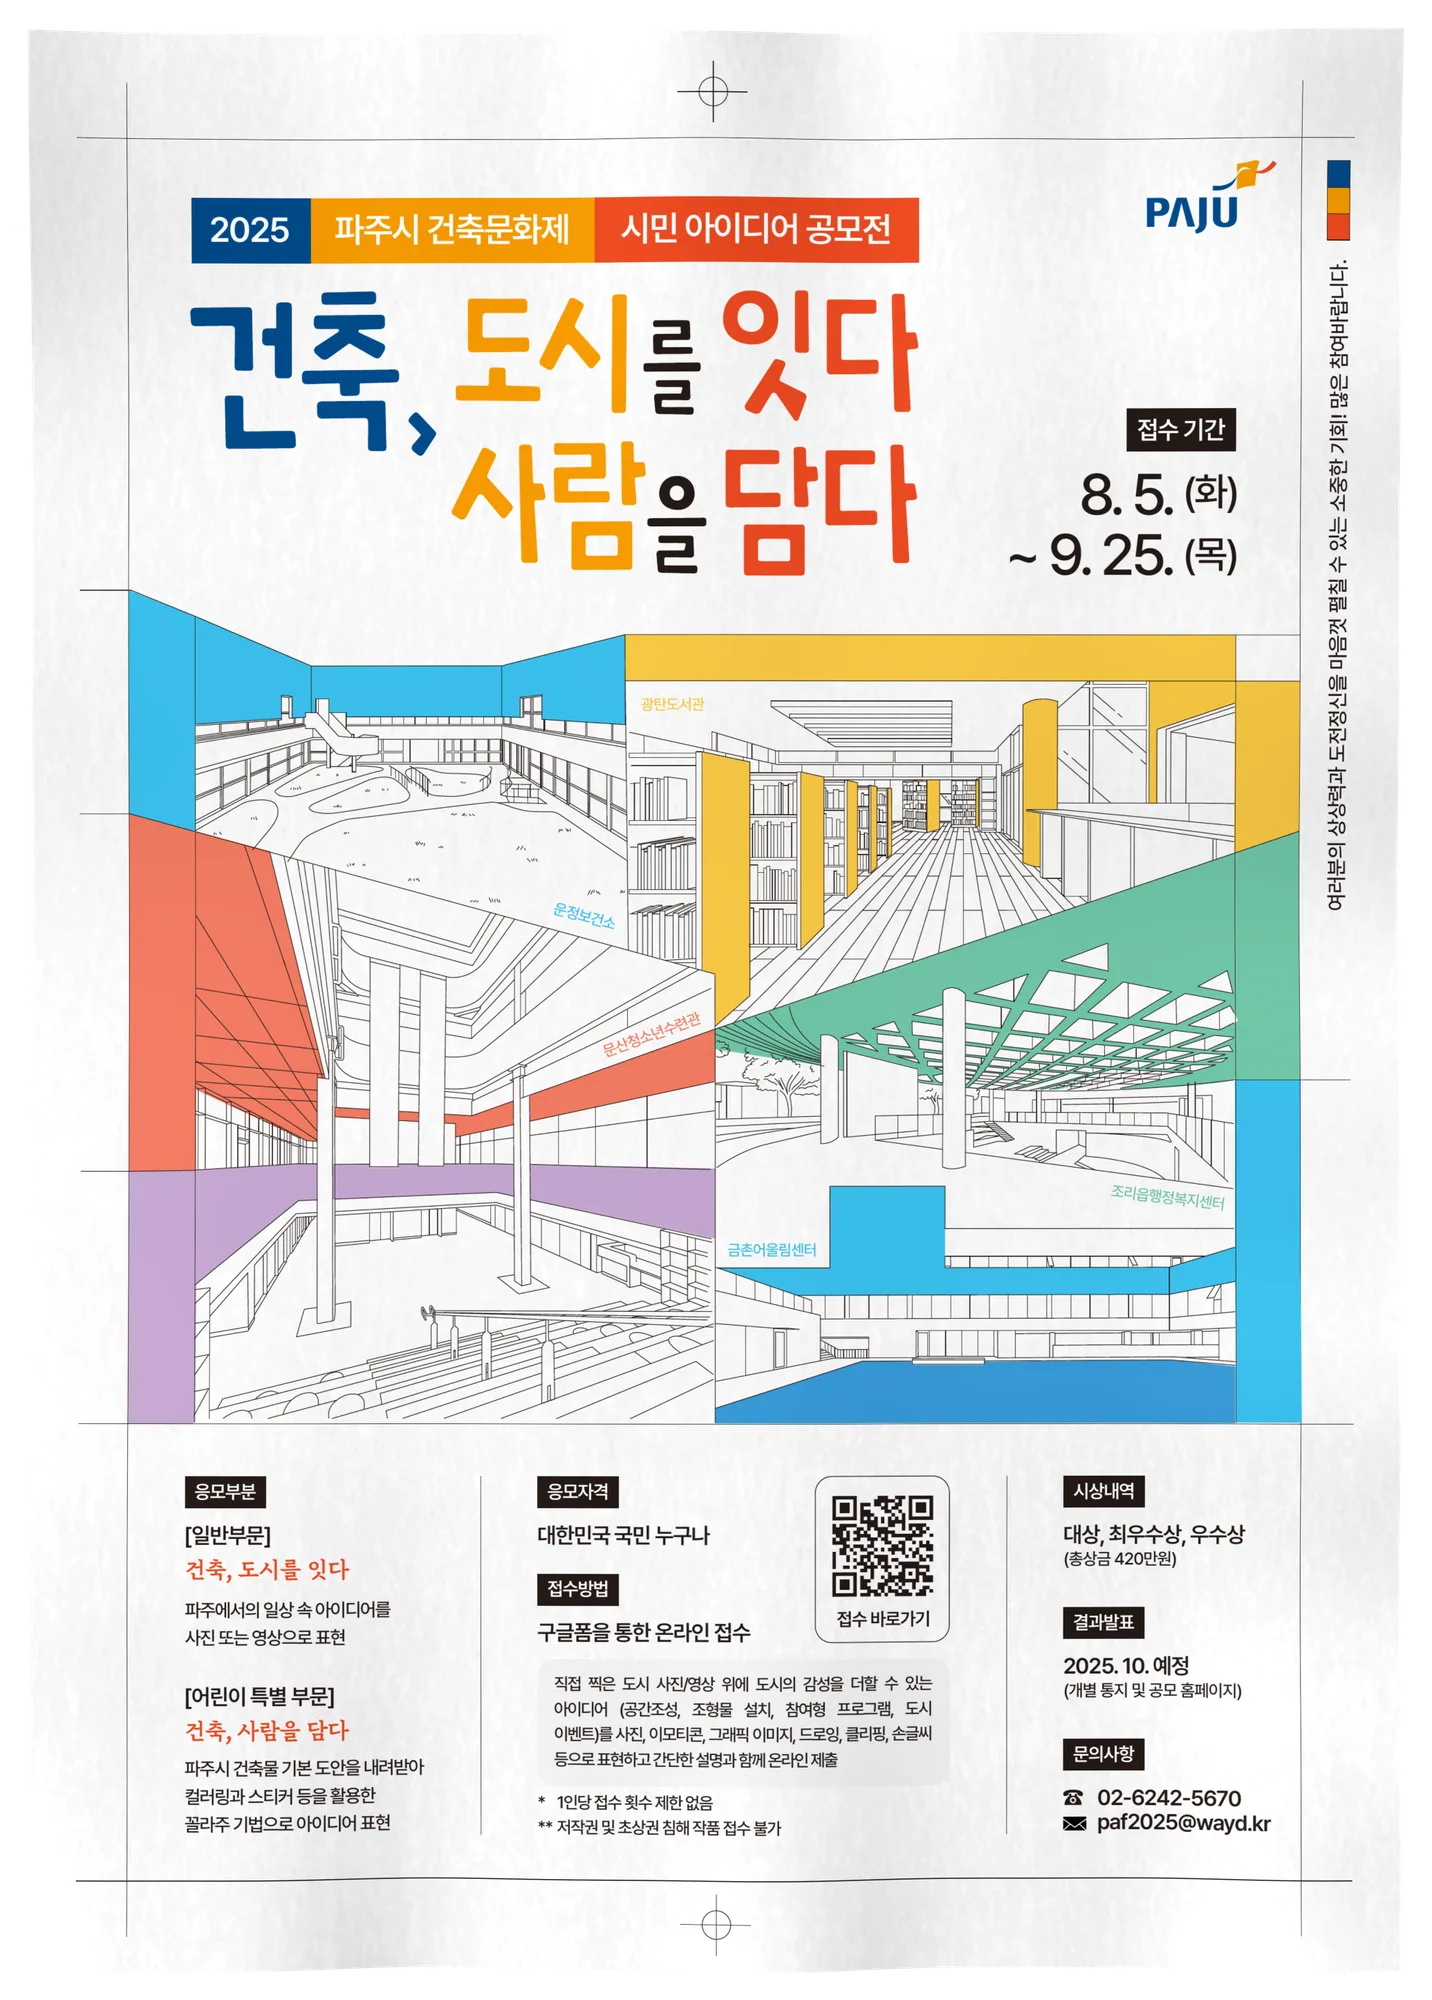 PAJU
2025 파주시 건축문화제 시민 아이디어 공모전
건축, 도시를 잇다
사람을 담다
접수 기간
8. 5. (화)
~ 9. 25. (목)
여러분의 상상력과 도전정신을 마음껏 펼칠 수 있는 소중한 기회! 많은 참여바랍니다.
광탄도서관
운정보건소
문산청소년수련관
조리읍행정복지센터
금촌어울림센터
응모부분
[일반부문]
건축, 도시를 잇다
파주에서의 일상 속 아이디어를
사진 또는 영상으로 표현
[어린이 특별 부문]
건축, 사람을 담다
파주시 건축물 기본 도안을 내려받아
컬러링과 스티커 등을 활용한
꼴라주 기법으로 아이디어 표현
응모자격
대한민국 국민 누구나
접수방법
구글폼을 통한 온라인 접수
접수 바로가기
직접 찍은 도시 사진/영상 위에 도시의 감성을 더할 수 있는
아이디어 (공간조성, 조형물 설치, 참여형 프로그램, 도시
이벤트)를 사진, 이모티콘, 그래픽 이미지, 드로잉, 클리핑, 손글씨
등으로 표현하고 간단한 설명과 함께 온라인 제출
* 1인당 접수 횟수 제한 없음
** 저작권 및 초상권 침해 작품 접수 불가
시상내역
대상, 최우수상, 우수상
(총상금 420만원)
결과발표
2025. 10. 예정
(개별 통지 및 공모 홈페이지)
문의사항
02-6242-5670
paf2025@wayd.kr